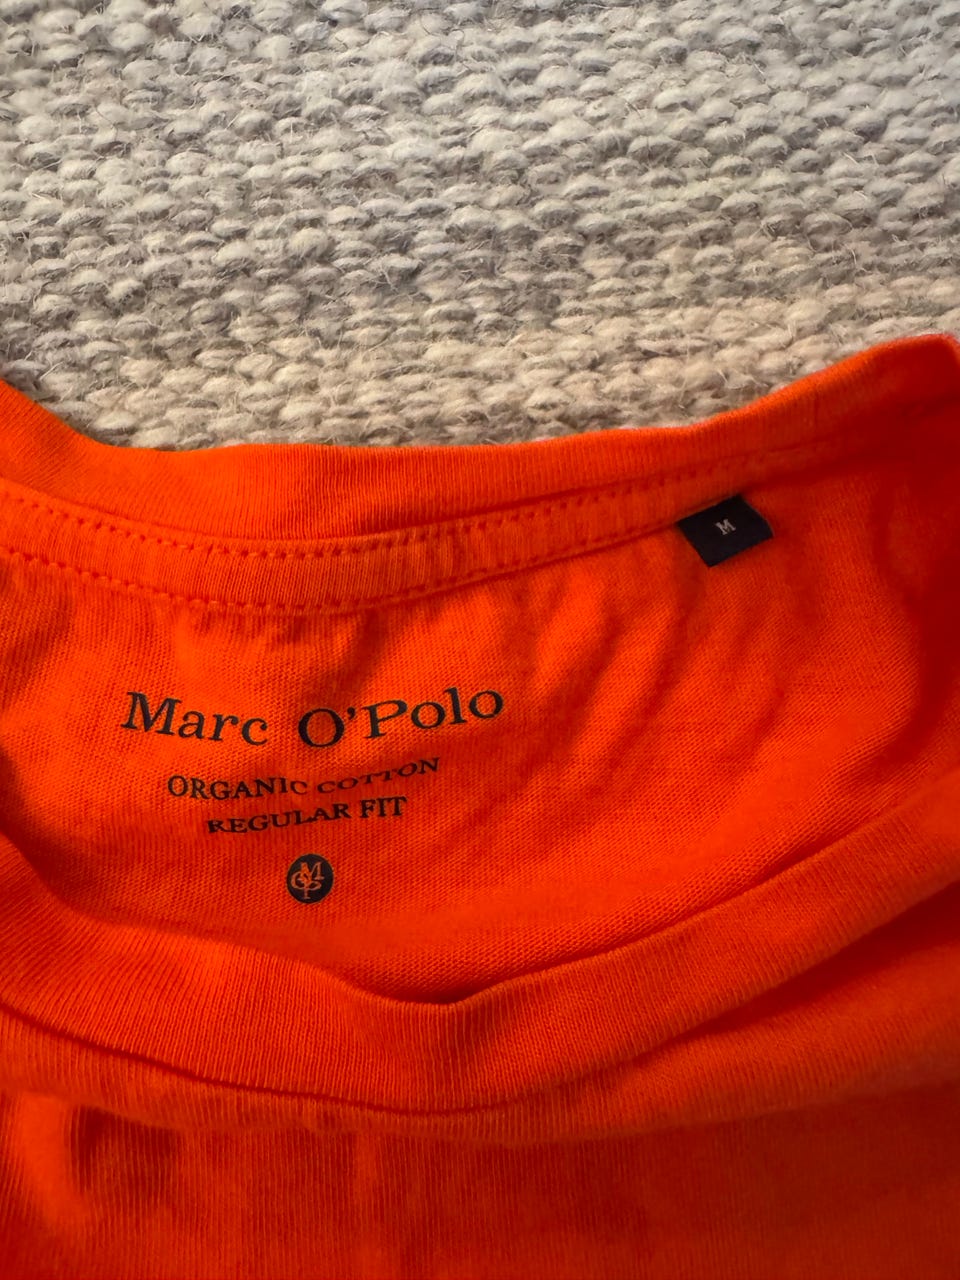 M
Marc O'Polo
ORGANIC COTTON
REGULAR FIT